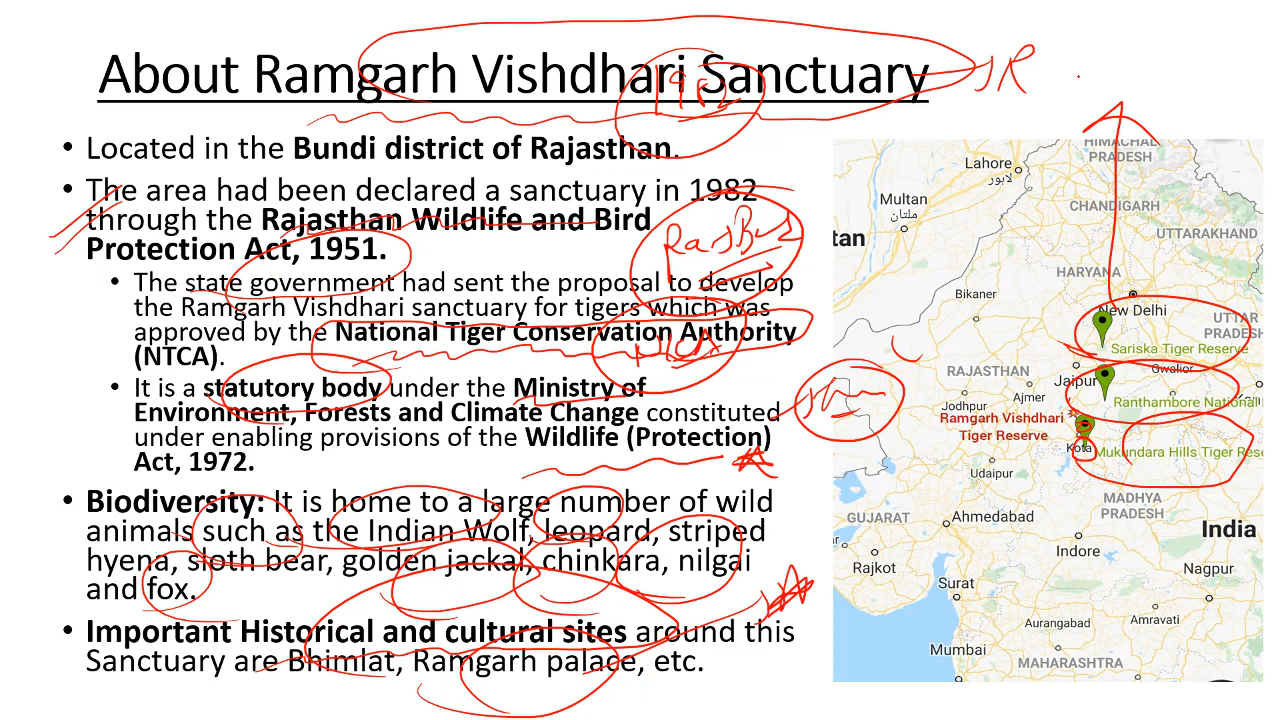 About Ramgarh Vishdhari Sanctuary
• Located in the Bundi district of Rajasthan.
• The area had been declared a sanctuary in 1982
through the Rajasthan Wildlife and Bird
Protection Act, 1951.
• The state government had sent the proposal to develop
the Ramgarh Vishdhari sanctuary for tigers which was
approved by the National Tiger Conservation Authority
(NTCA).
• It is a statutory body under the Ministry of
Environment, Forests and Climate Change constituted
under enabling provisions of the Wildlife (Protection)
Act, 1972.
• Biodiversity: It is home to a large number of wild
animals such as the Indian Wolf, leopard, striped
hyena, sloth bear, golden jackal, chinkara, nilgai
and fox.
• Important Historical and cultural sites around this
Sanctuary are Bhimlat, Ramgarh palace, etc.
1982
HIMACHAL
PRADESH
Lahore
لاہور
Multan
ملتان
CHANDIGARH
tan
UTTARAKHAND
HARYANA
Bikaner
New Delhi
UTTAR
PRADESH
Sariska Tiger Reserve
RAJASTHAN
Jaipur
Gwalior
Ajmer
Jodhpur
Ranthambore National
Ramgarh Vishdhari
Tiger Reserve
Kota
Mukundara Hills Tiger Rese
Udaipur
MADHYA
PRADESH
GUJARAT
Ahmedabad
India
Indore
Rajkot
Nagpur
Surat
Aurangabad
Amravati
Mumbai
MAHARASHTRA